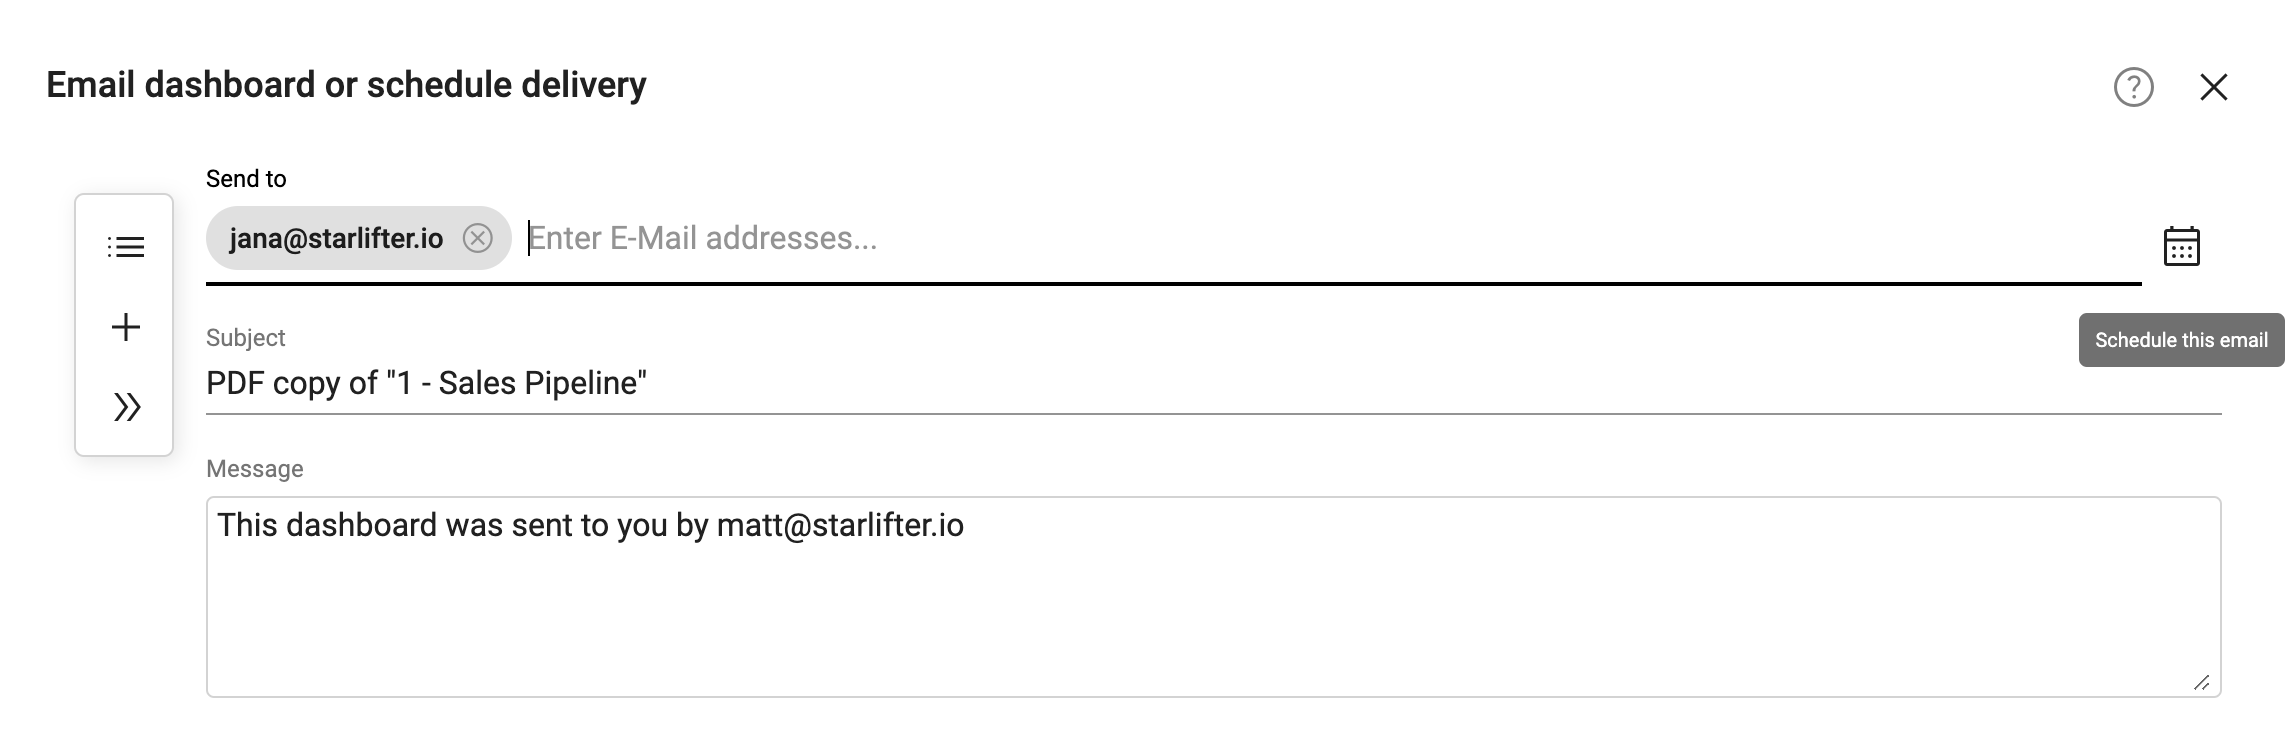 Email dashboard or schedule delivery
?
Send to
jana@starlifter.io Enter E-Mail addresses...
Subject
Schedule this email
PDF copy of "1 - Sales Pipeline"
Message
This dashboard was sent to you by matt@starlifter.io